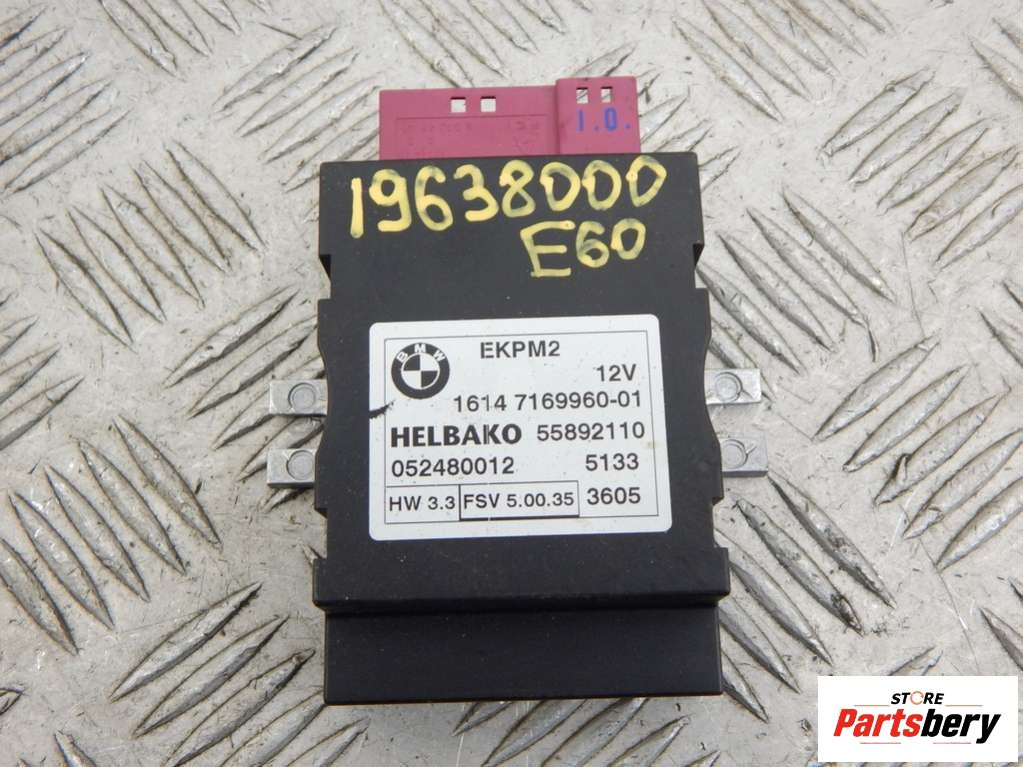 I.O.
19638000
E60
BMW
EKPM2
12V
1614 7169960-01
HELBAKO 55892110
052480012 5133
HW 3.3 FSV 5.00.35 3605
STORE
Partsbery